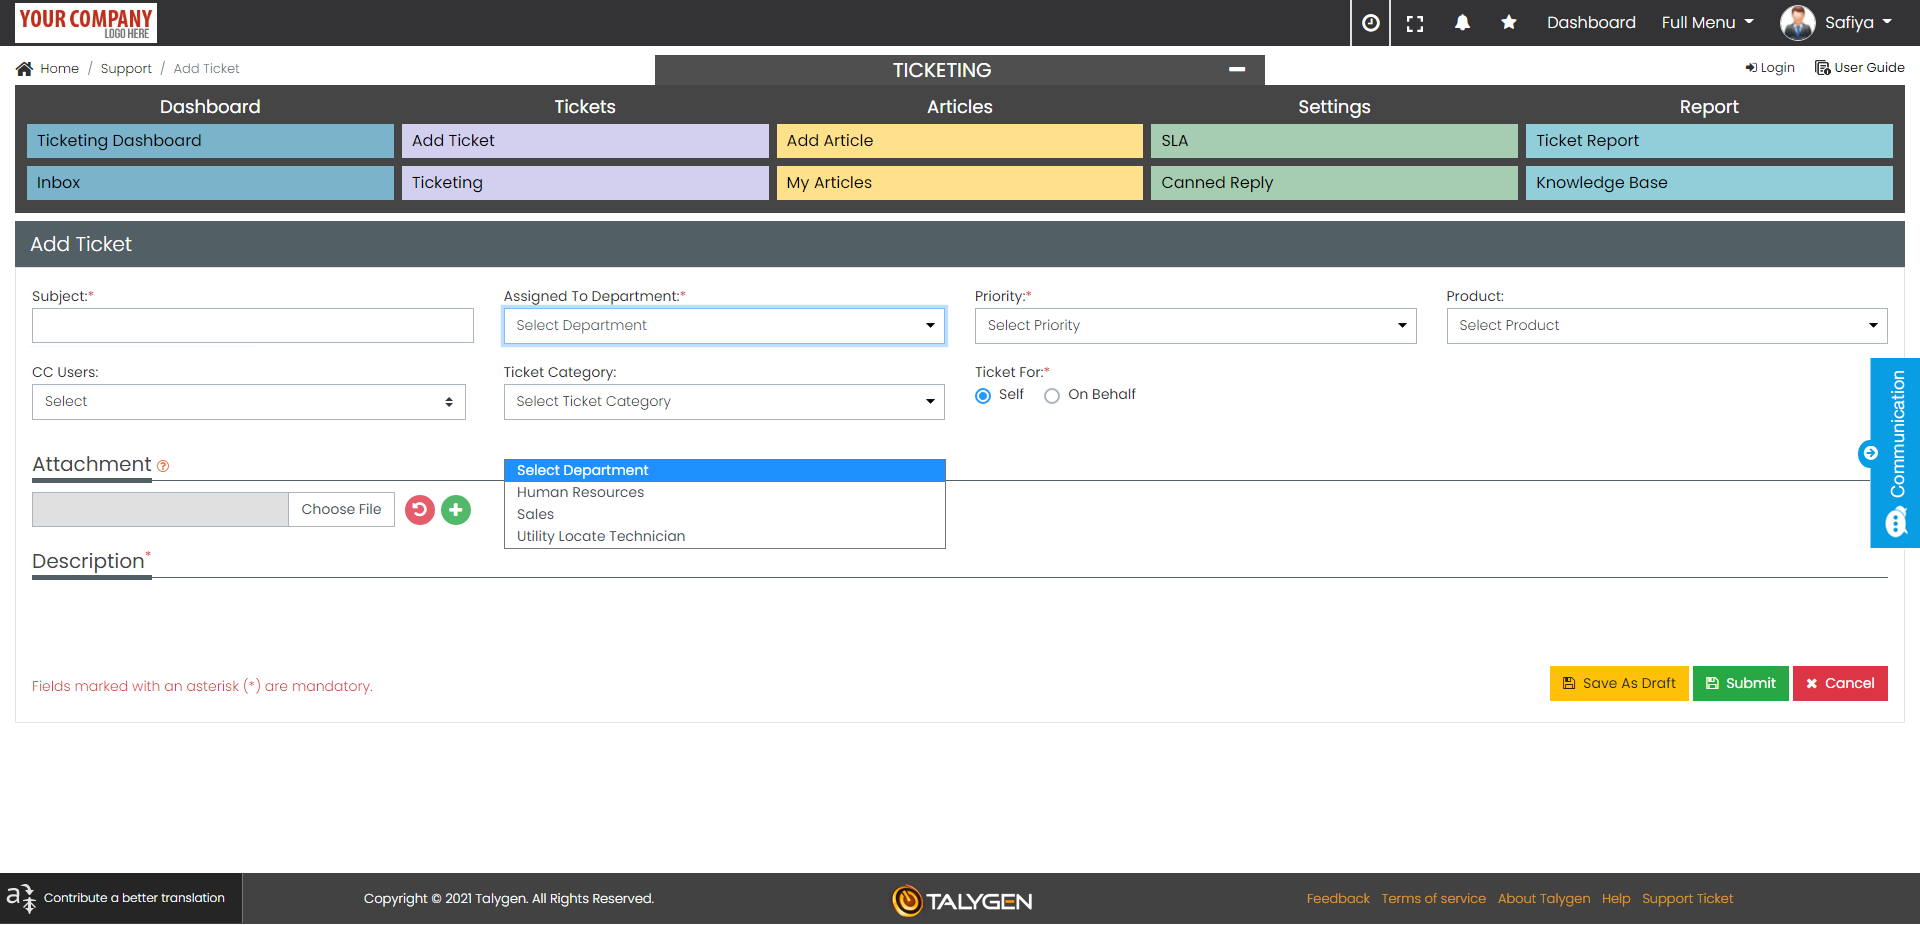 YOUR COMPANY
LOGO HERE
Dashboard Full Menu Safiya
Home / Support / Add Ticket
TICKETING
Login User Guide
Dashboard Tickets Articles Settings Report
Ticketing Dashboard Add Ticket Add Article SLA Ticket Report
Inbox Ticketing My Articles Canned Reply Knowledge Base
Add Ticket
Subject:* Assigned To Department:* Priority:* Product:
Select Department Select Priority Select Product
CC Users: Ticket Category: Ticket For:*
Select Select Ticket Category Self On Behalf
Communication
Attachment ?
Select Department
Human Resources
Choose File
Sales
Utility Locate Technician
Description*
Fields marked with an asterisk (*) are mandatory.
Save As Draft Submit Cancel
Contribute a better translation
Copyright © 2021 Talygen. All Rights Reserved.
TALYGEN
Feedback Terms of service About Talygen Help Support Ticket